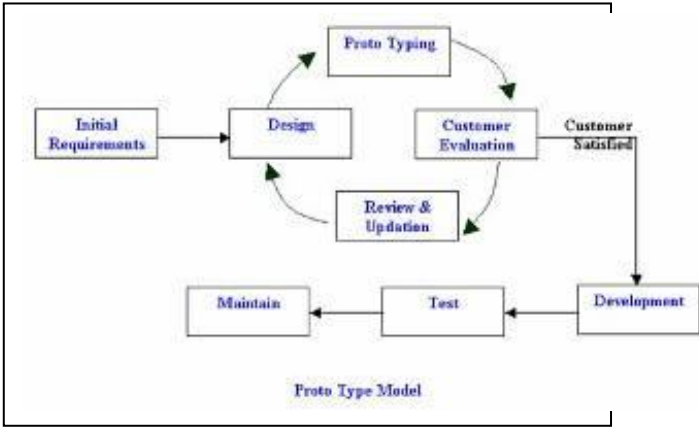 Proto Typing
Initial
Requirements
Design
Customer
Evaluation
Customer
Satisfied
Review &
Updation
Maintain
Test
Development
Proto Type Model